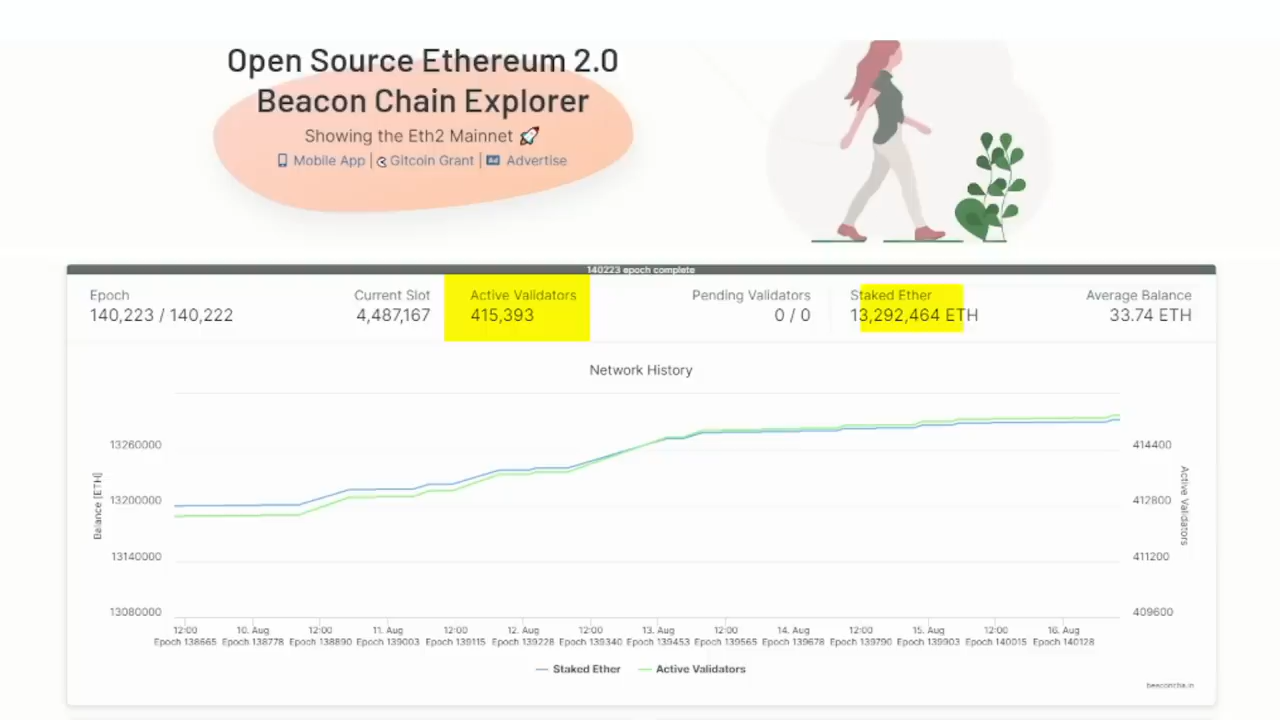 Open Source Ethereum 2.0
Beacon Chain Explorer
Showing the Eth2 Mainnet 🚀
Mobile App | Gitcoin Grant | Ad Advertise
140223 epoch complete
Epoch Current Slot Active Validators Pending Validators Staked Ether Average Balance
140,223 / 140,222 4,487,167 415,393 0 / 0 13,292,464 ETH 33.74 ETH
Network History
13260000 414400
13200000 412800
13140000 411200
13080000 409600
Balance [ETH]
Active Validators
12:00 10. Aug 12:00 11. Aug 12:00 12. Aug 12:00 13. Aug 12:00 14. Aug 12:00 15. Aug 12:00 16. Aug
Epoch 138665 Epoch 138778 Epoch 138890 Epoch 139003 Epoch 139115 Epoch 139228 Epoch 139340 Epoch 139453 Epoch 139565 Epoch 139678 Epoch 139790 Epoch 139903 Epoch 140015 Epoch 140128
Staked Ether Active Validators
beaconcha.in